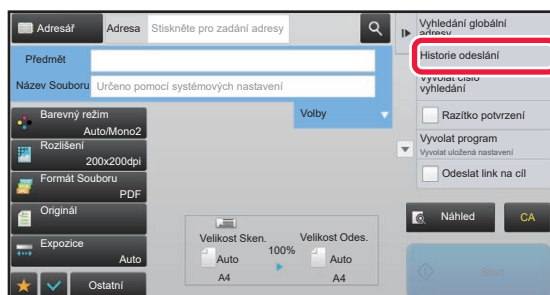 Adresář
Adresa
Stiskněte pro zadání adresy
Předmět
Název Souboru
Určeno pomocí systémových nastavení
Volby
Barevný režim
Auto/Mono2
Rozlišení
200x200dpi
Formát Souboru
PDF
Originál
Expozice
Auto
Ostatní
Velikost Sken.
Auto
A4
100%
Velikost Odes.
Auto
A4
Vyhledání globální
adresy
Historie odeslání
Vyvolat číslo
vyhledání
Razítko potvrzení
Vyvolat program
Vyvolat uložená nastavení
Odeslat link na cíl
Náhled
CA
Start